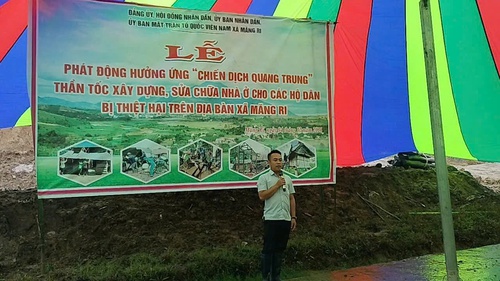 ĐẢNG ỦY, HỘI ĐỒNG NHÂN DÂN, ỦY BAN NHÂN DÂN,
ỦY BAN MẶT TRẬN TỔ QUỐC VIỆT NAM XÃ MĂNG RI
LỄ
PHÁT ĐỘNG HƯỞNG ỨNG "CHIẾN DỊCH QUANG TRUNG"
THẦN TỐC XÂY DỰNG, SỬA CHỮA NHÀ Ở CHO CÁC HỘ DÂN
BỊ THIỆT HẠI TRÊN ĐỊA BÀN XÃ MĂNG RI